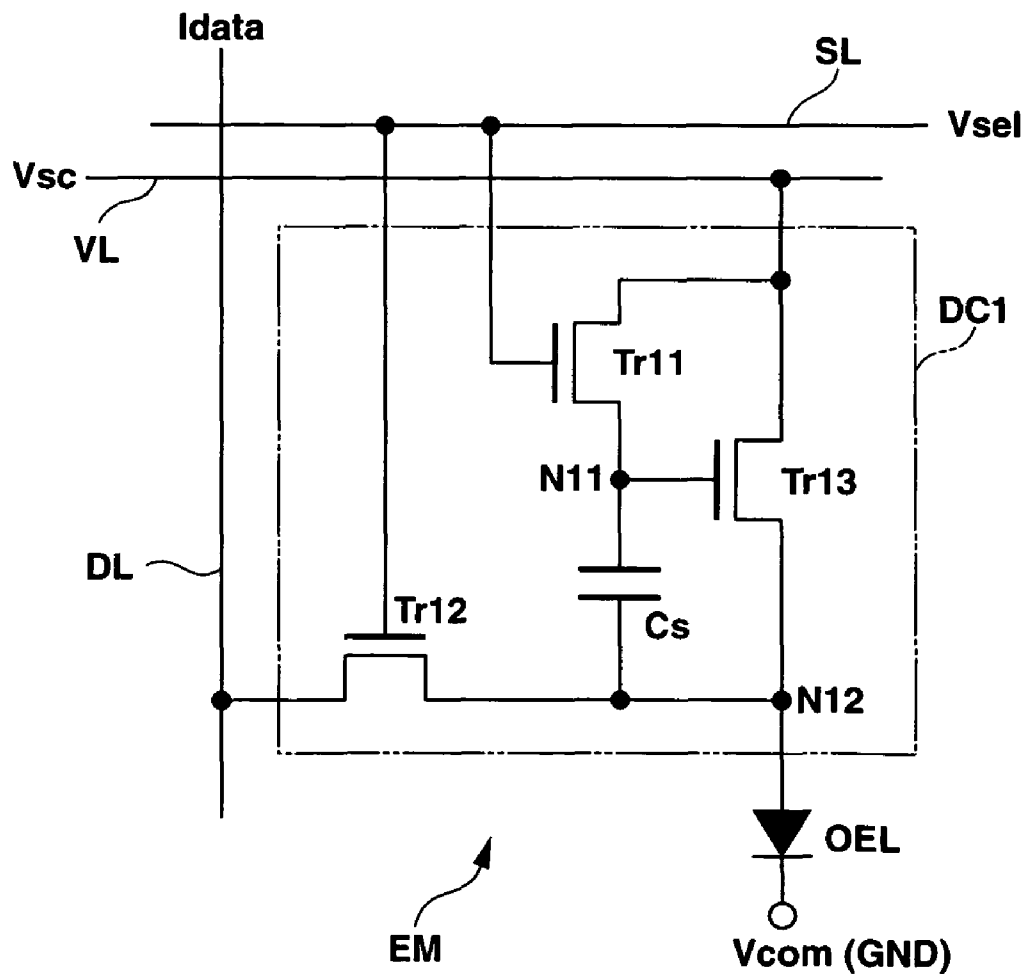 Idata
SL
Vsel
Vsc
VL
DC1
Tr11
N11
Tr13
DL
Tr12
Cs
N12
OEL
EM
Vcom (GND)